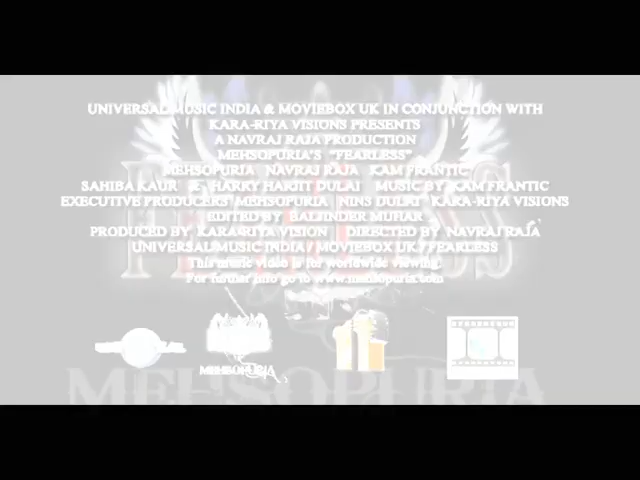 UNIVERSAL MUSIC INDIA & MOVIEBOX UK IN CONJUNCTION WITH
KARA-RIYA VISIONS PRESENTS
A NAVRAJ RAJA PRODUCTION
MEHSOPURIA'S "FEARLESS"
MEHSOPURIA NAVRAJ RAJA KAM FRANTIC
SAHIBA KAUR & HARRY HARJIT DULAI MUSIC BY KAM FRANTIC
EXECUTIVE PRODUCERS MEHSOPURIA NINS DULAI KARA-RIYA VISIONS
EDITED BY BALJINDER MUHAR
PRODUCED BY KARA-RIYA VISION DIRECTED BY NAVRAJ RAJA
UNIVERSAL MUSIC INDIA / MOVIEBOX UK / FEARLESS
This music video is for worldwide viewing.
For further info go to www.mehsopuria.com
FEARLESS
MEHSOPURIA
MEHSOPURIA